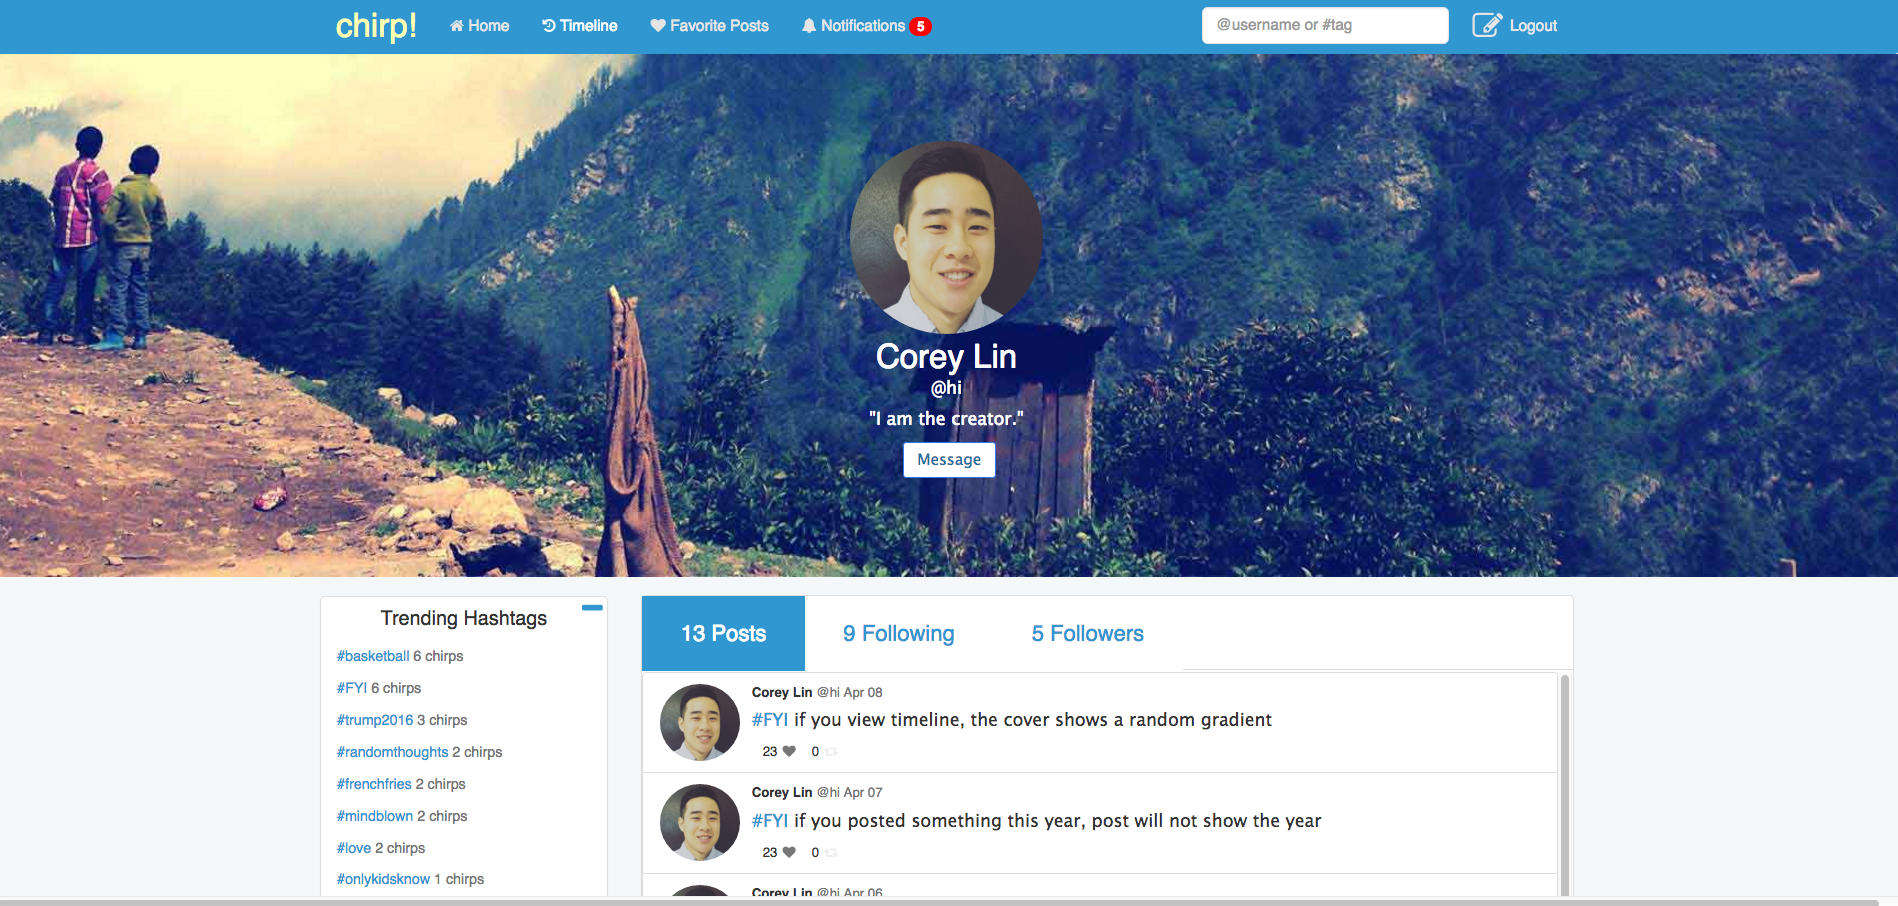 chirp! Home Timeline Favorite Posts Notifications 5 @username or #tag Logout
Corey Lin
@hi
"I am the creator."
Message
Trending Hashtags
#basketball 6 chirps
#FYI 6 chirps
#trump2016 3 chirps
#randomthoughts 2 chirps
#frenchfries 2 chirps
#mindblown 2 chirps
#love 2 chirps
#onlykidsknow 1 chirps
13 Posts 9 Following 5 Followers
Corey Lin @hi Apr 08
#FYI if you view timeline, the cover shows a random gradient
23 0
Corey Lin @hi Apr 07
#FYI if you posted something this year, post will not show the year
23 0
Corey Lin @hi Apr 06